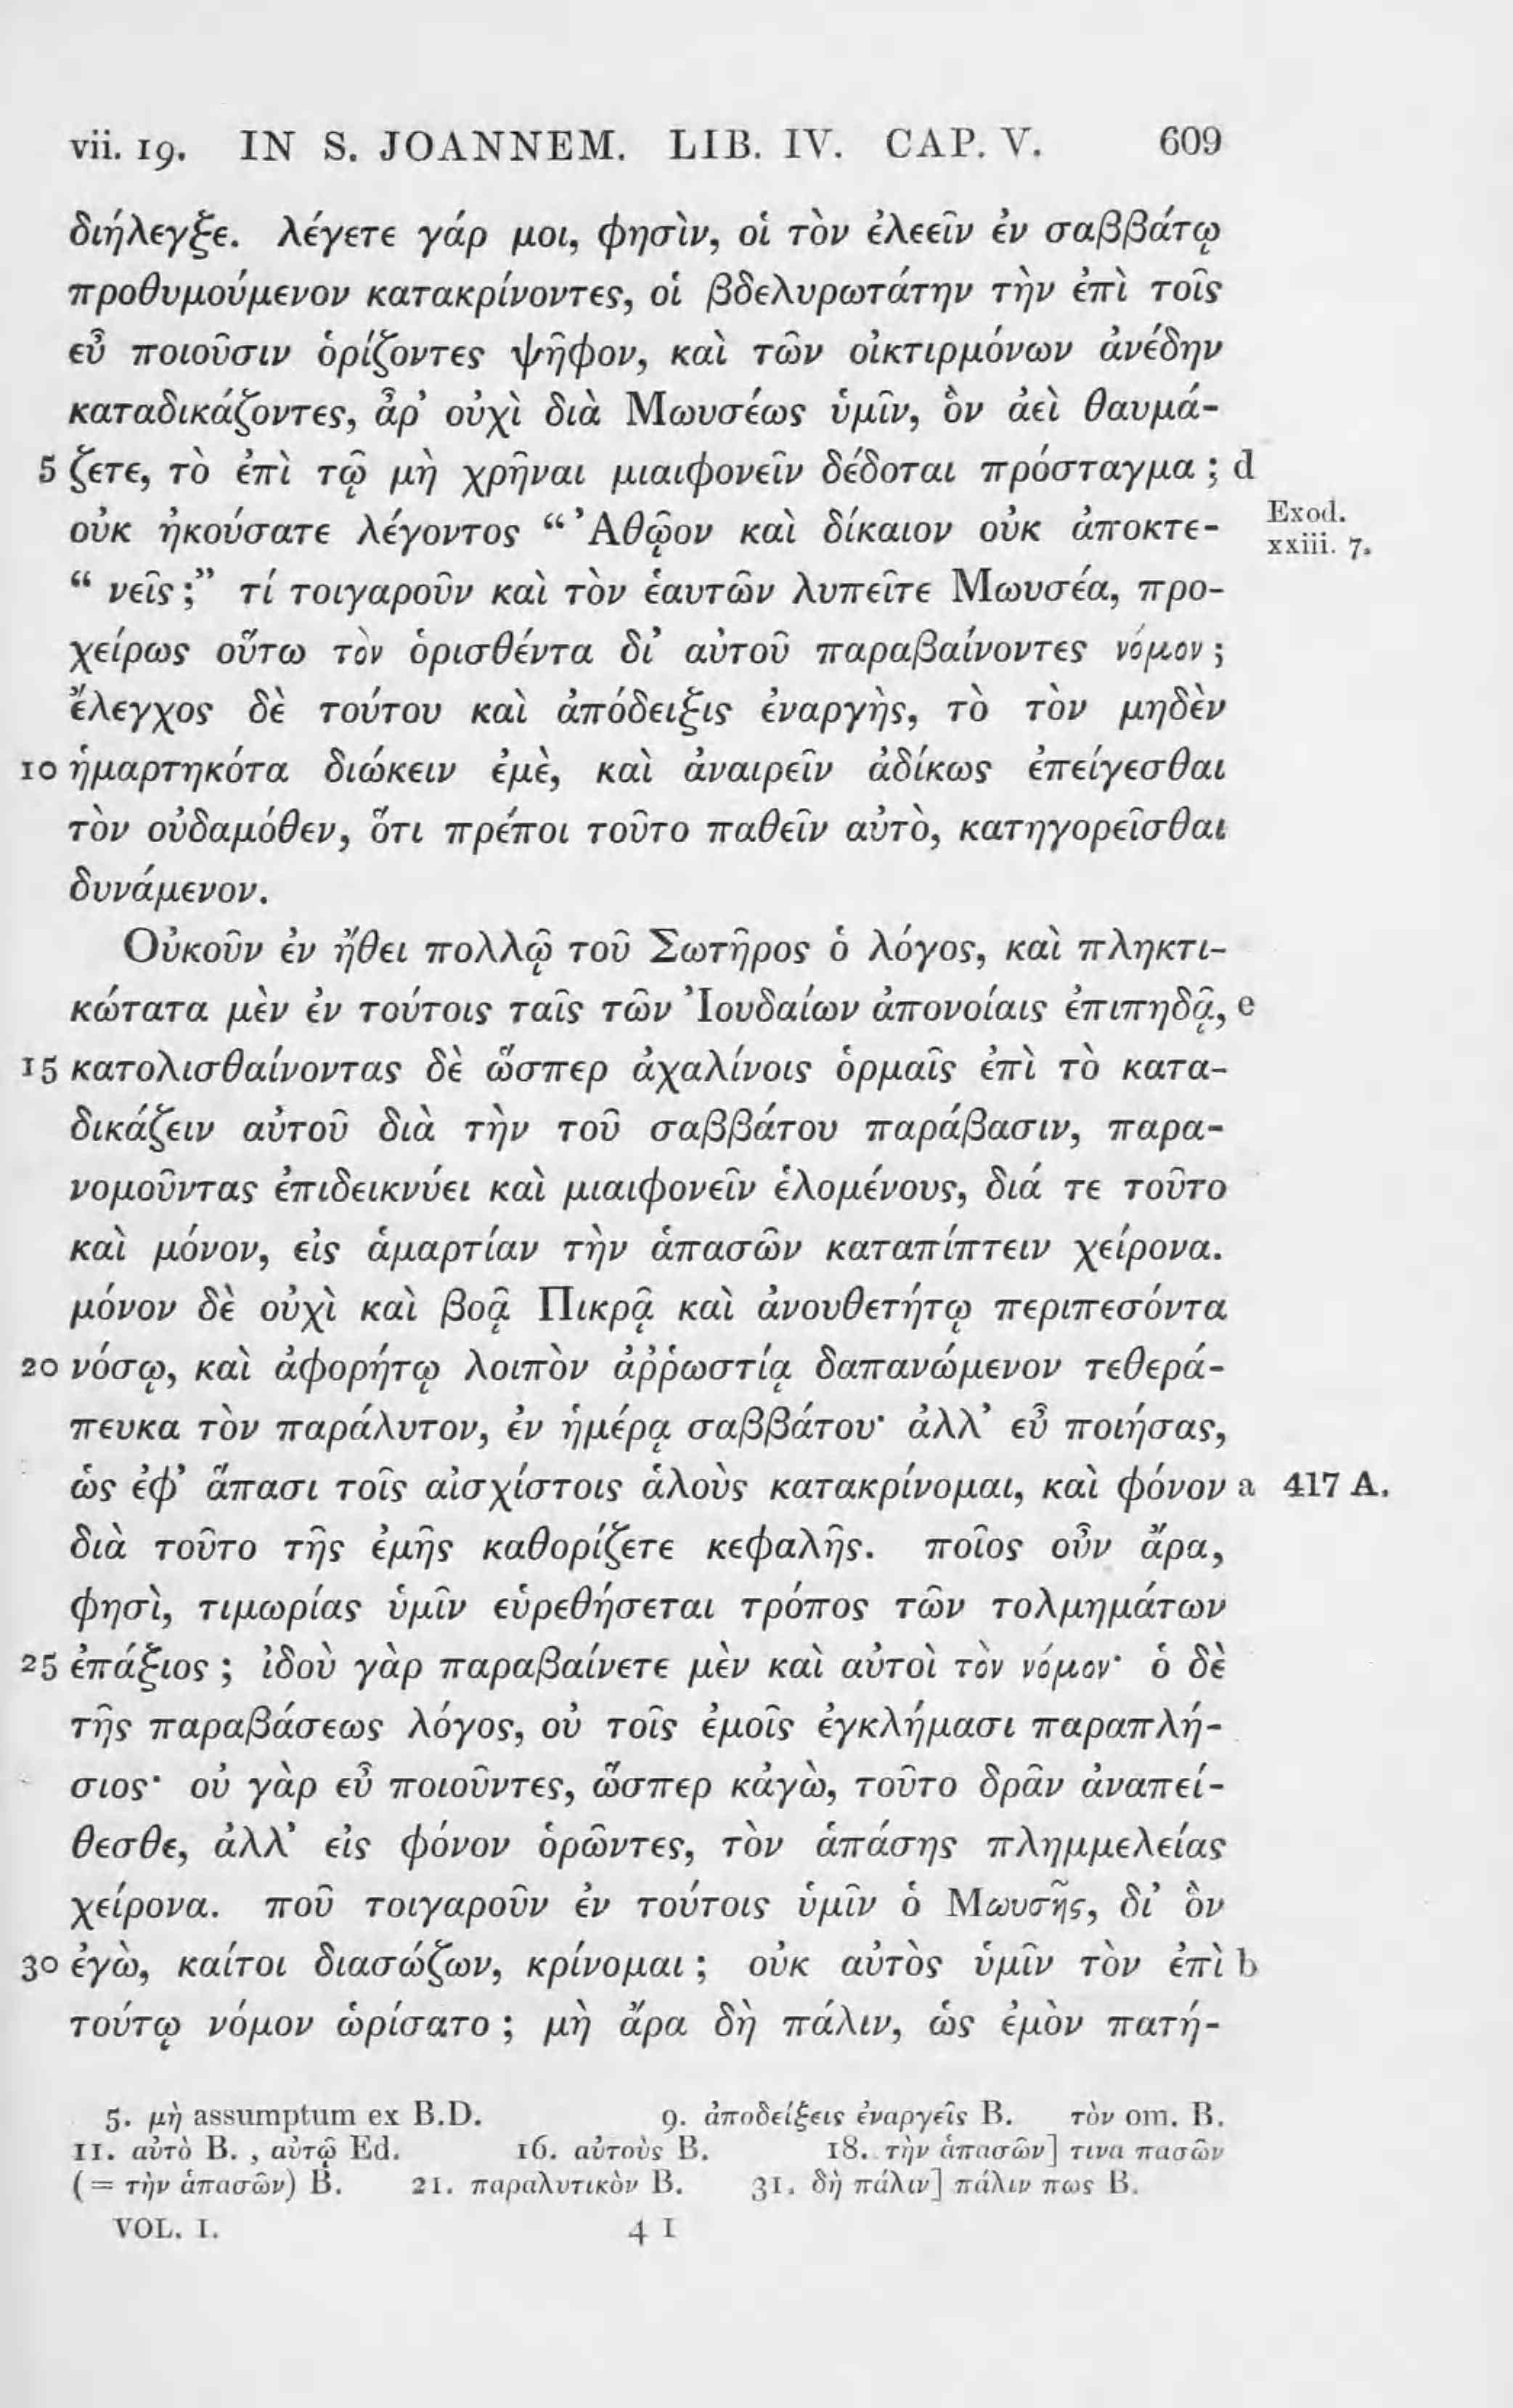 vii. 19. IN S. JOANNEM. LIB. IV. CAP. V. 609
διήλεγξε. λέγετε γάρ μοι, φησὶν, οἱ τὸν ἐλεεῖν ἐν σαββάτῳ
προθυμούμενον κατακρίνοντες, οἱ βδελυρωτάτην τὴν ἐπὶ τοῖς
εὖ ποιοῦσιν ὁρίζοντες ψῆφον, καὶ τῶν οἰκτιρμόνων ἀνέδην
καταδικάζοντες, ἆρ’ οὐχὶ διὰ Μωυσέως ὑμῖν, ὃν ἀεὶ θαυμά-
5 ζετε, τὸ ἐπὶ τῷ μὴ χρῆναι μιαιφονεῖν δέδοται πρόσταγμα ; d
οὐκ ἠκούσατε λέγοντος “ Ἀθῷον καὶ δίκαιον οὐκ ἀποκτε- Exod. xxiii. 7.
“ νεῖς ;” τί τοιγαροῦν καὶ τὸν ἑαυτῶν λυπεῖτε Μωυσέα, προ-
χείρως οὕτω τὸν ὁρισθέντα δι’ αὐτοῦ παραβαίνοντες νόμον ;
ἔλεγχος δὲ τούτου καὶ ἀπόδειξις ἐναργὴς, τὸ τὸν μηδὲν
10 ἡμαρτηκότα διώκειν ἐμὲ, καὶ ἀναιρεῖν ἀδίκως ἐπείγεσθαι
τὸν οὐδαμόθεν, ὅτι πρέποι τοῦτο παθεῖν αὐτὸ, κατηγορεῖσθαι
δυνάμενον.
Οὐκοῦν ἐν ἤθει πολλῷ τοῦ Σωτῆρος ὁ λόγος, καὶ πληκτι-
κώτατα μὲν ἐν τούτοις ταῖς τῶν Ἰουδαίων ἀπονοίαις ἐπιπηδᾷ, e
15 κατολισθαίνοντας δὲ ὥσπερ ἀχαλίνοις ὁρμαῖς ἐπὶ τὸ κατα-
δικάζειν αὐτοῦ διὰ τὴν τοῦ σαββάτου παράβασιν, παρα-
νομοῦντας ἐπιδεικνύει καὶ μιαιφονεῖν ἑλομένους, διά τε τοῦτο
καὶ μόνον, εἰς ἁμαρτίαν τὴν ἁπασῶν καταπίπτειν χείρονα.
μόνον δὲ οὐχὶ καὶ βοᾷ Πικρᾷ καὶ ἀνουθετήτῳ περιπεσόντα
20 νόσῳ, καὶ ἀφορήτῳ λοιπὸν ἀῤῥωστίᾳ δαπανώμενον τεθερά-
πευκα τὸν παράλυτον, ἐν ἡμέρᾳ σαββάτου· ἀλλ’ εὖ ποιήσας,
ὡς ἐφ’ ἅπασι τοῖς αἰσχίστοις ἁλοὺς κατακρίνομαι, καὶ φόνον a 417 A.
διὰ τοῦτο τῆς ἐμῆς καθορίζετε κεφαλῆς. ποῖος οὖν ἄρα,
φησὶ, τιμωρίας ὑμῖν εὑρεθήσεται τρόπος τῶν τολμημάτων
25 ἐπάξιος ; ἰδοὺ γὰρ παραβαίνετε μὲν καὶ αὐτοὶ τὸν νόμον· ὁ δὲ
τῆς παραβάσεως λόγος, οὐ τοῖς ἐμοῖς ἐγκλήμασι παραπλή-
σιος· οὐ γὰρ εὖ ποιοῦντες, ὥσπερ κἀγὼ, τοῦτο δρᾶν ἀναπεί-
θεσθε, ἀλλ’ εἰς φόνον ὁρῶντες, τὸν ἁπάσης πλημμελείας
χείρονα. ποῦ τοιγαροῦν ἐν τούτοις ὑμῖν ὁ Μωυσῆς, δι’ ὃν
30 ἐγὼ, καίτοι διασώζων, κρίνομαι ; οὐκ αὐτὸς ὑμῖν τὸν ἐπὶ b
τούτῳ νόμον ὡρίσατο ; μὴ ἄρα δὴ πάλιν, ὡς ἐμὸν πατή-
5. μὴ assumptum ex B.D. 9. ἀποδείξεις ἐναργεῖς B. τὸν om. B.
11. αὐτὸ B. , αὐτῷ Ed. 16. αὐτοὺς B. 18. τὴν ἁπασῶν] τινα πασῶν
(= τὴν ἁπασῶν) B. 21. παραλυτικὸν B. 31. δὴ πάλιν] πάλιν πως B.
VOL. I. 4 I